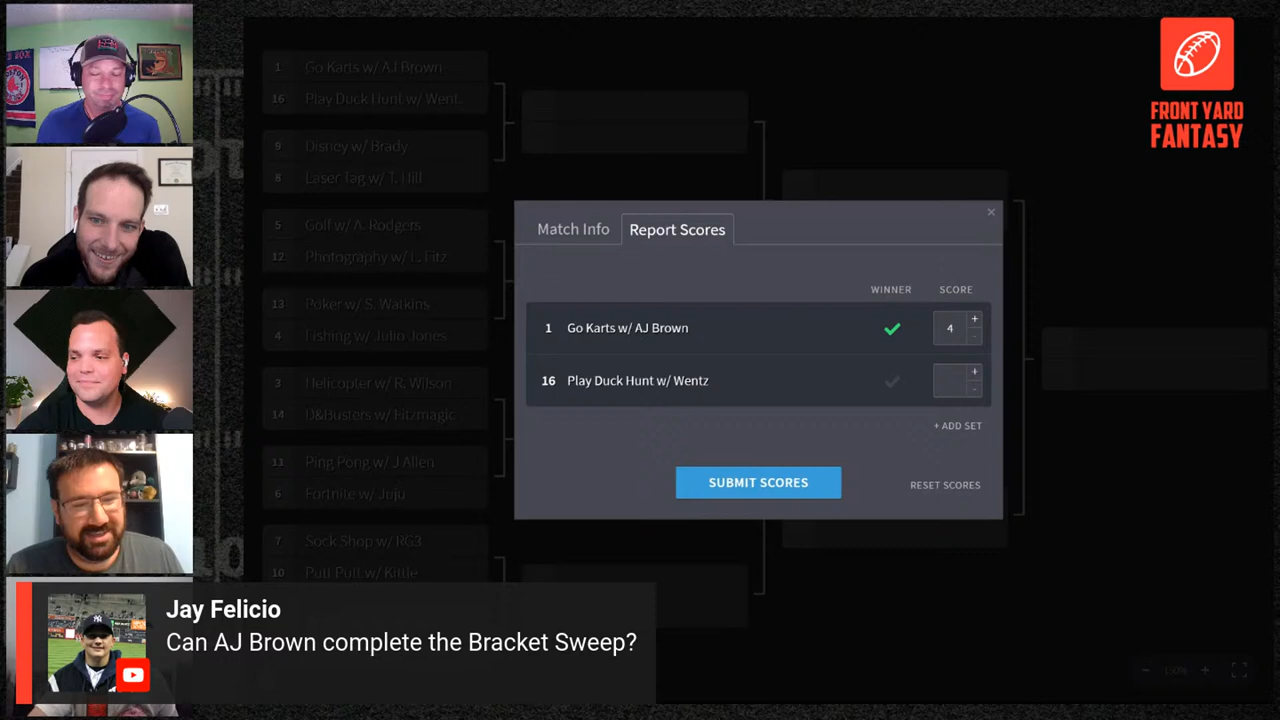 1 Go Karts w/ AJ Brown
16 Play Duck Hunt w/ Went
9 Disney w/ Brady
8 Laser Tag w/ T. Hill
5 Golf w/ A. Rodgers
12 Photography w/ L. Fitz
13 Poker w/ S. Watkins
4 Fishing w/ Julio Jones
3 Helicopter w/ R. Wilson
14 D&Busters w/ Fitzmagic
11 Ping Pong w/ J Allen
6 Fortnite w/ Juju
7 Sock Shop w/ RG3
10 Putt Putt w/ Kittle
FRONT YARD
FANTASY
Match Info
Report Scores
×
WINNER SCORE
1 Go Karts w/ AJ Brown 4 +
-
16 Play Duck Hunt w/ Wentz +
-
+ ADD SET
SUBMIT SCORES
RESET SCORES
- 150% +
Jay Felicio
Can AJ Brown complete the Bracket Sweep?